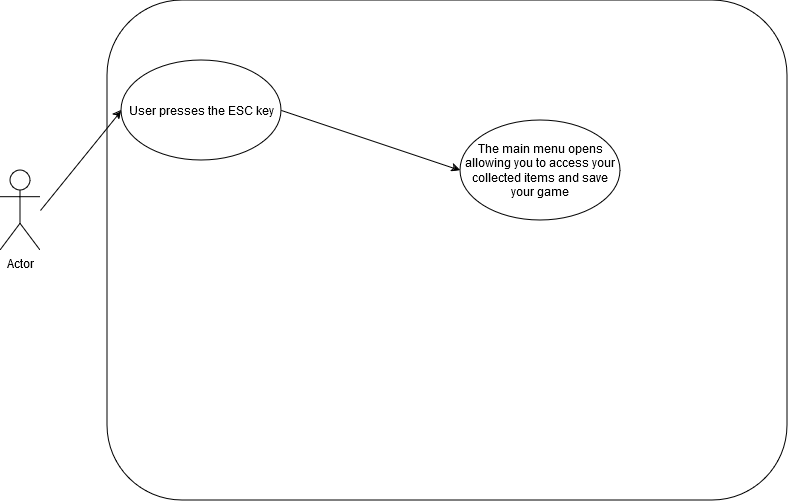 User presses the ESC key
The main menu opens
allowing you to access your
collected items and save
your game
Actor